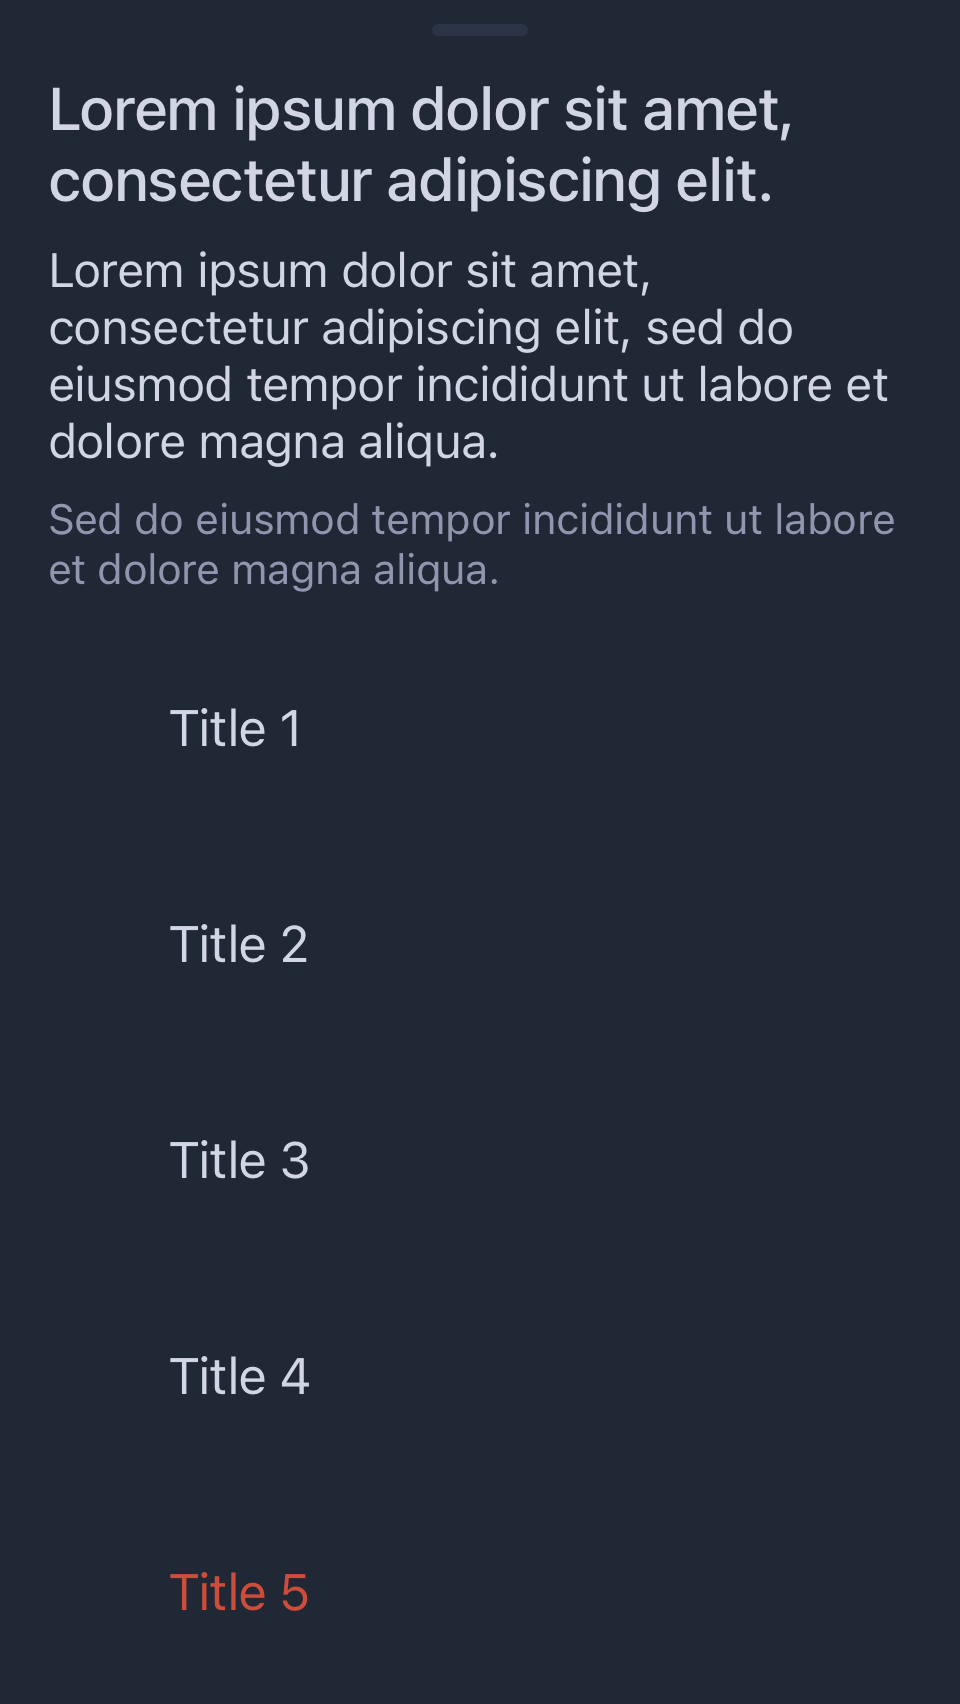 Lorem ipsum dolor sit amet,
consectetur adipiscing elit.
Lorem ipsum dolor sit amet,
consectetur adipiscing elit, sed do
eiusmod tempor incididunt ut labore et
dolore magna aliqua.
Sed do eiusmod tempor incididunt ut labore
et dolore magna aliqua.
Title 1
Title 2
Title 3
Title 4
Title 5